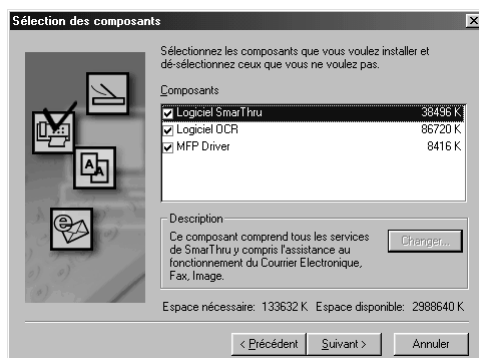 Sélection des composants
Sélectionnez les composants que vous voulez installer et
dé-sélectionnez ceux que vous ne voulez pas.
Composants
Logiciel SmarThru 38496 K
Logiciel OCR 86720 K
MFP Driver 8416 K
Description
Ce composant comprend tous les services
de SmarThru y compris l'assistance au
fonctionnement du Courrier Electronique,
Fax, Image.
Changer...
Espace nécessaire: 133632 K Espace disponible: 2988640 K
< Précédent Suivant > Annuler